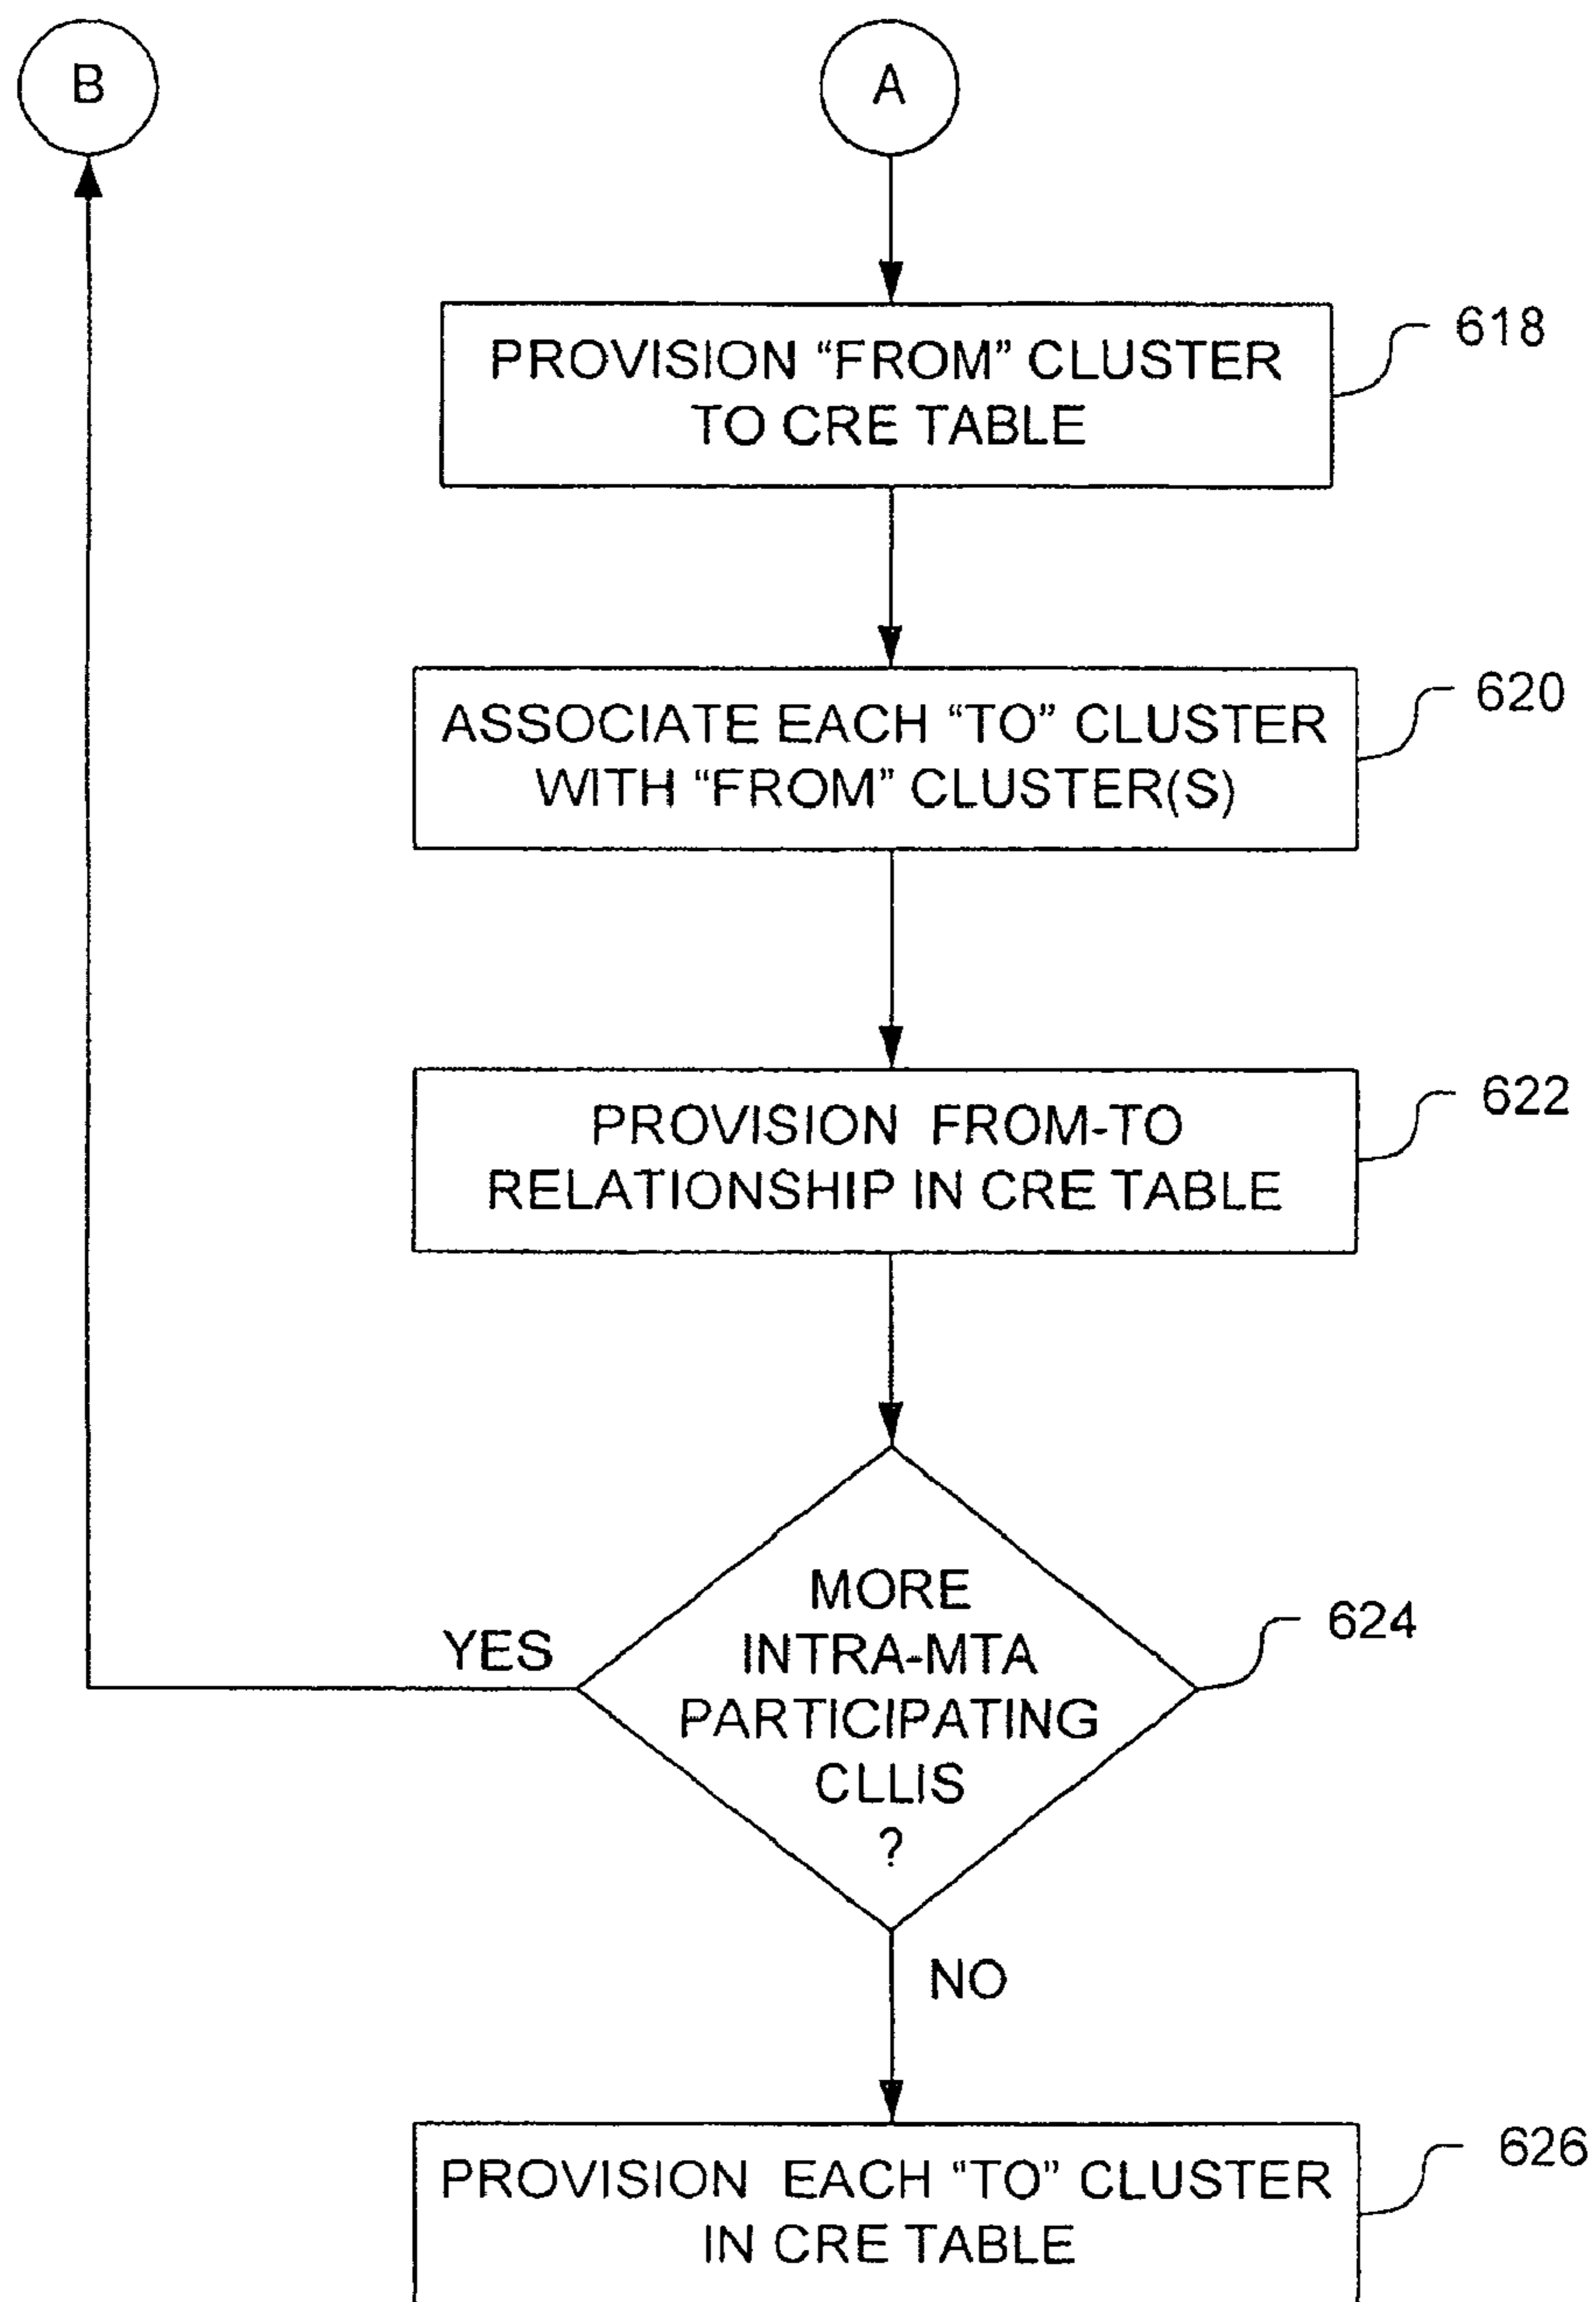 B
A
PROVISION “FROM” CLUSTER
TO CRE TABLE
618
ASSOCIATE EACH “TO” CLUSTER
WITH “FROM” CLUSTER(S)
620
PROVISION FROM-TO
RELATIONSHIP IN CRE TABLE
622
MORE
INTRA-MTA
PARTICIPATING
CLLIS
?
624
YES
NO
PROVISION EACH “TO” CLUSTER
IN CRE TABLE
626